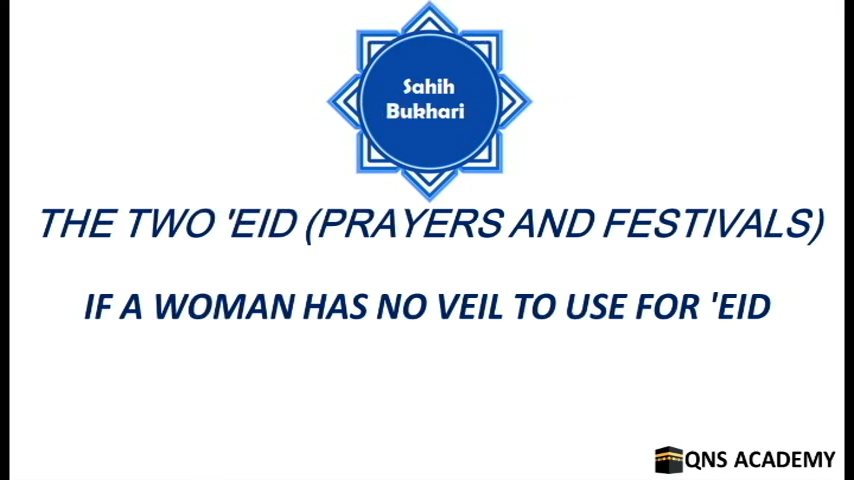 Sahih
Bukhari
THE TWO 'EID (PRAYERS AND FESTIVALS)
IF A WOMAN HAS NO VEIL TO USE FOR 'EID
QNS ACADEMY